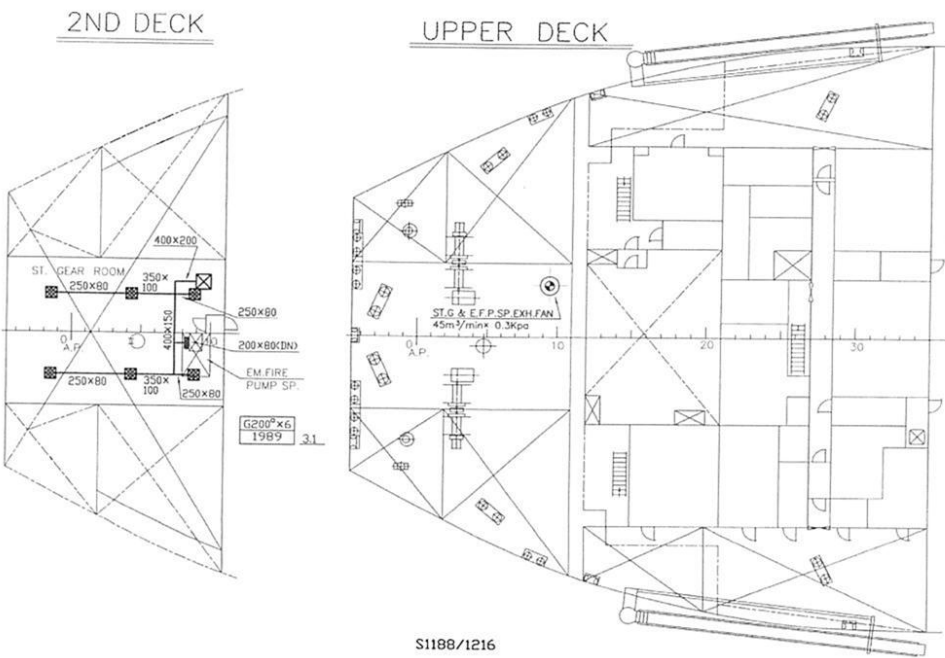 2ND DECK
UPPER DECK
400×200
ST. GEAR ROOM
350×
100
250×80
250×80
400×150
0
A.P.
10
200×80(DN)
EM.FIRE
PUMP SP.
250×80
350×
100
250×80
G200°×6
1989
3.1
ST.G & E.F.P.SP.EXH.FAN
45m³/min× 0.3Kpa
0
A.P.
10
20
30
S1188/1216